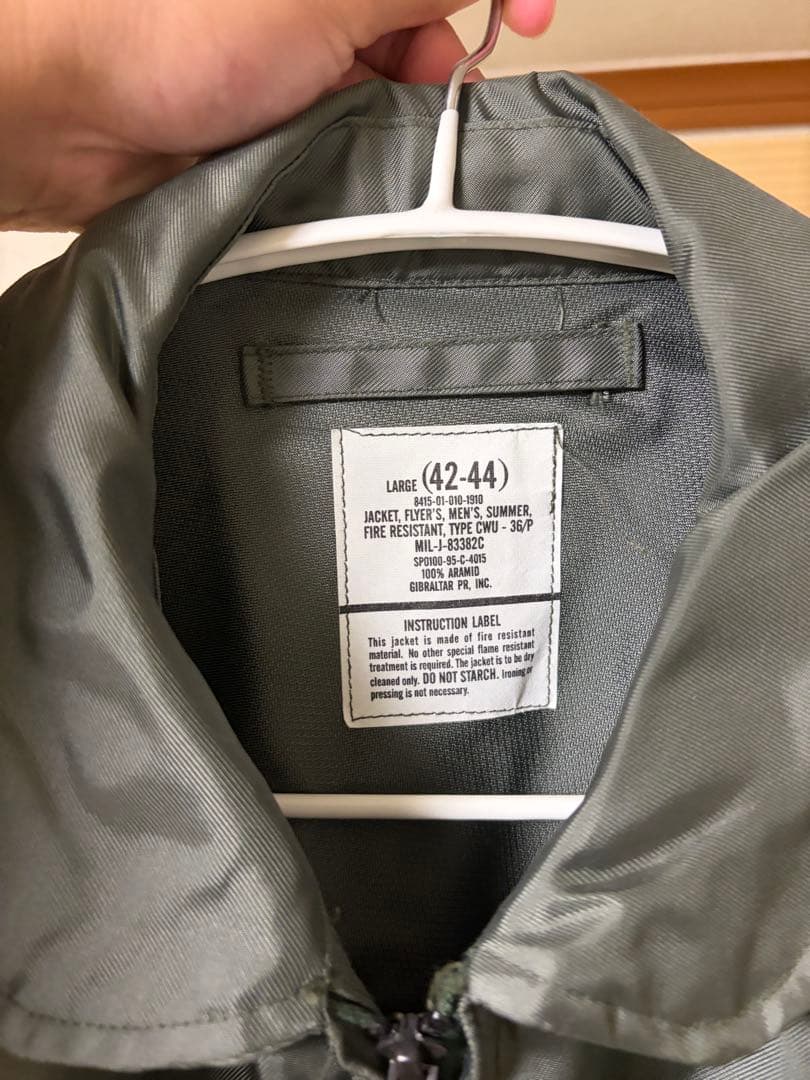 LARGE (42-44)
8415-01-010-1910
JACKET, FLYER'S, MEN'S, SUMMER,
FIRE RESISTANT, TYPE CWU - 36/P
MIL-J-83382C
SPO100-95-C-4015
100% ARAMID
GIBRALTAR PR, INC.
INSTRUCTION LABEL
This jacket is made of fire resistant
material. No other special flame resistant
treatment is required. The jacket is to be dry
cleaned only. DO NOT STARCH. Ironing or
pressing is not necessary.